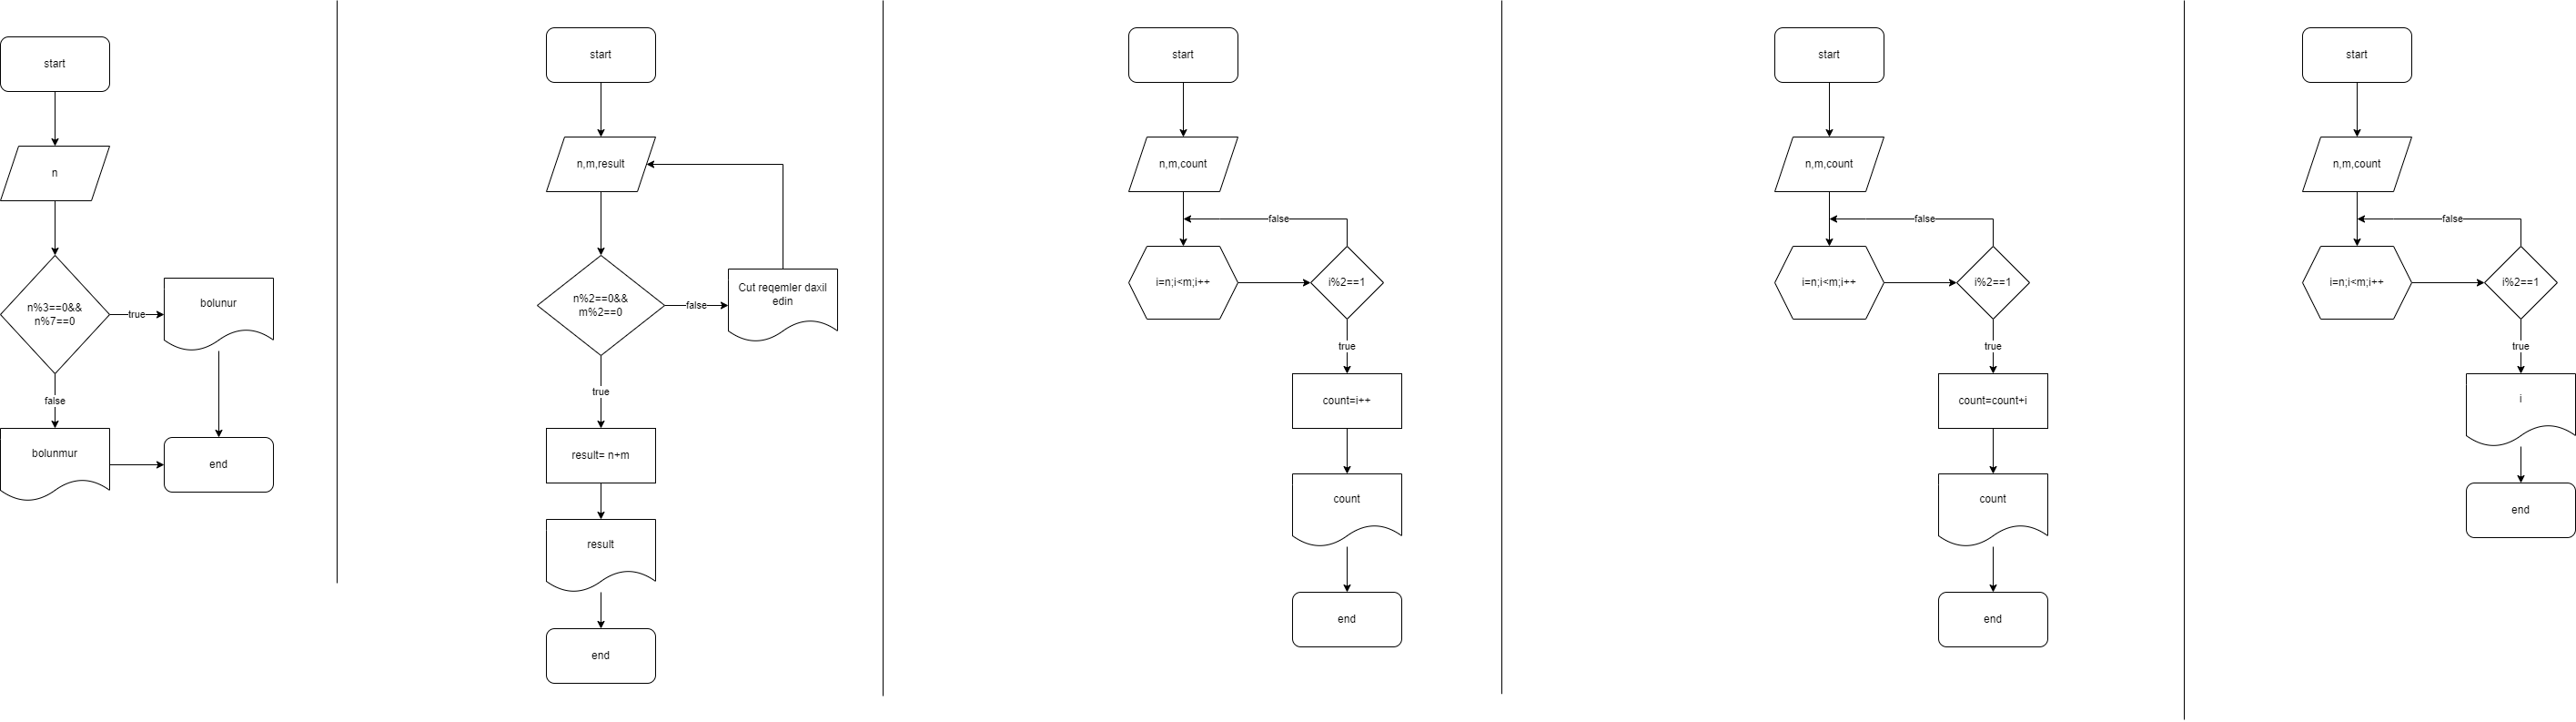 start
n
n%3==0&&
n%7==0
true
bolunur
false
bolunmur
end
start
n,m,result
n%2==0&&
m%2==0
false
Cut reqemler daxil
edin
true
result= n+m
result
end
start
n,m,count
false
i=n;i<m;i++
i%2==1
true
count=i++
count
end
start
n,m,count
false
i=n;i<m;i++
i%2==1
true
count=count+i
count
end
start
n,m,count
false
i=n;i<m;i++
i%2==1
true
i
end